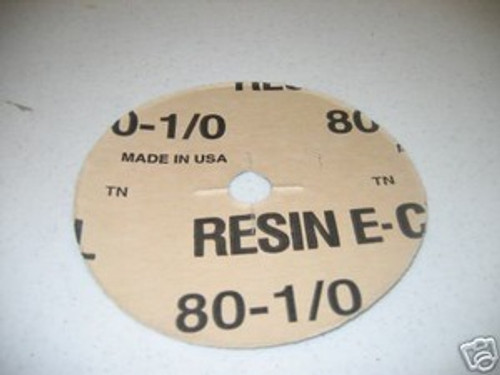 0-1/0
80
MADE IN USA
TN
TN
RESIN E-C
80-1/0